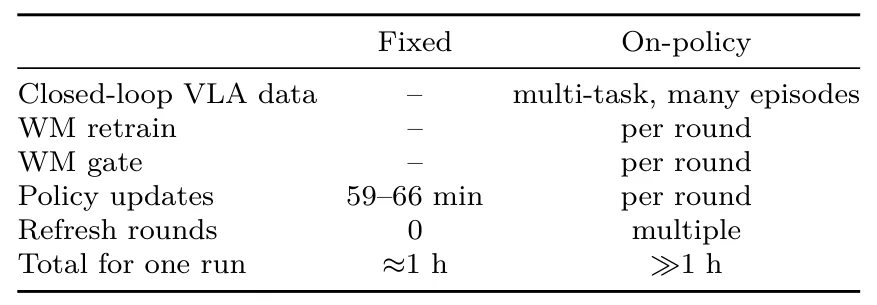 Fixed On-policy
Closed-loop VLA data – multi-task, many episodes
WM retrain – per round
WM gate – per round
Policy updates 59–66 min per round
Refresh rounds 0 multiple
Total for one run ≈1 h ≫1 h